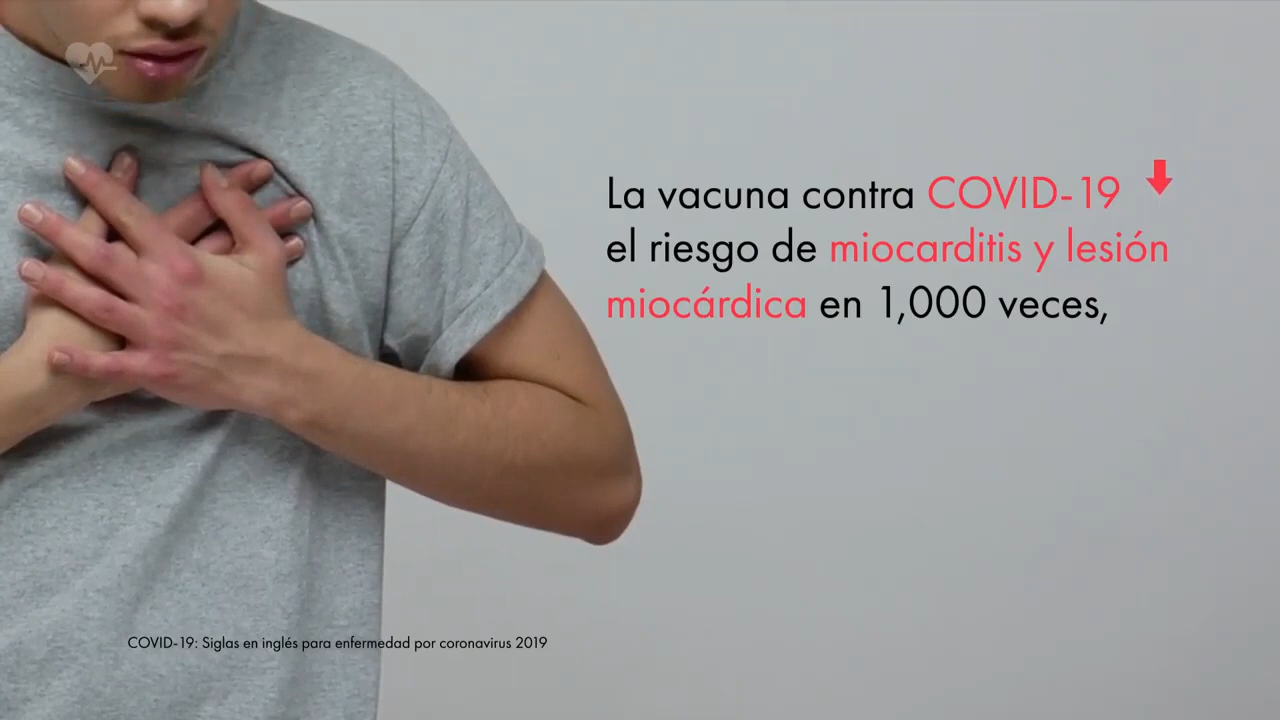 La vacuna contra COVID-19
el riesgo de miocarditis y lesión
miocárdica en 1,000 veces,
COVID-19: Siglas en inglés para enfermedad por coronavirus 2019